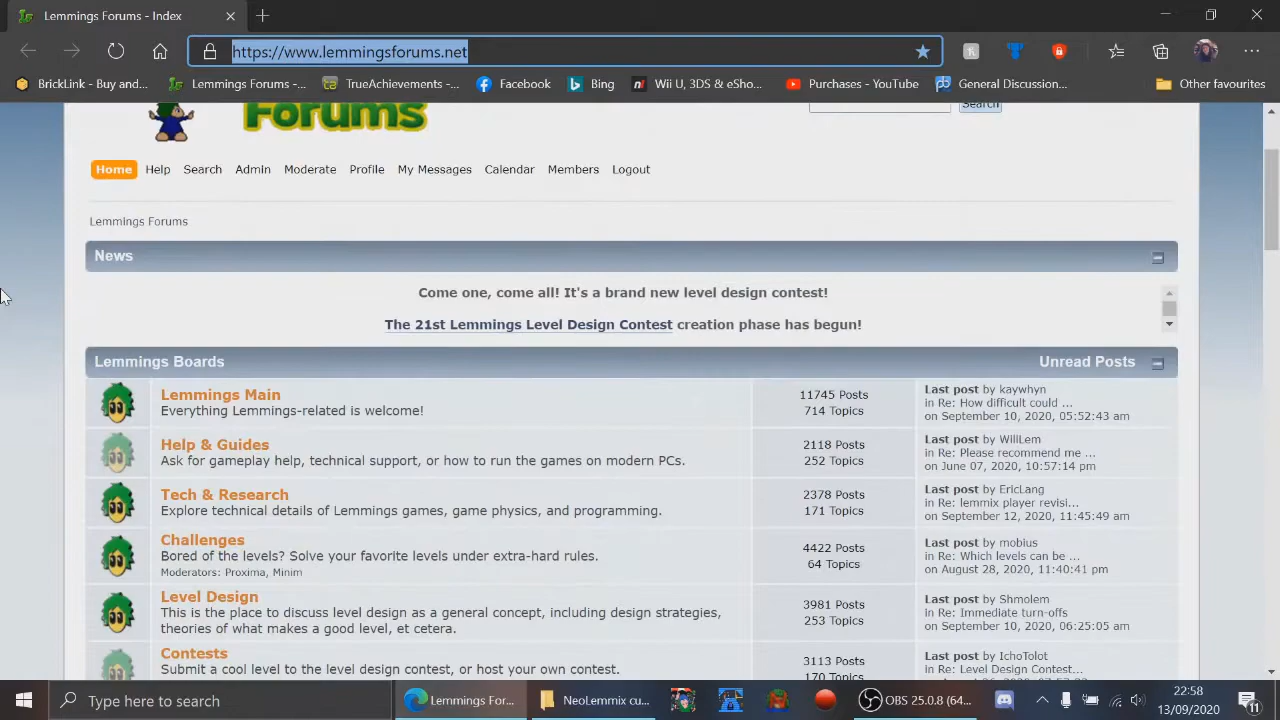 Lemmings Forums - Index
https://www.lemmingsforums.net
BrickLink - Buy and... Lemmings Forums -... TrueAchievements -... Facebook Bing Wii U, 3DS & eSho... Purchases - YouTube General Discussion... Other favourites
Forums
Search
Home Help Search Admin Moderate Profile My Messages Calendar Members Logout
Lemmings Forums
News
Come one, come all! It's a brand new level design contest!
The 21st Lemmings Level Design Contest creation phase has begun!
Lemmings Boards Unread Posts
Lemmings Main
Everything Lemmings-related is welcome!
11745 Posts
714 Topics
Last post by kaywhyn
in Re: How difficult could ...
on September 10, 2020, 05:52:43 am
Help & Guides
Ask for gameplay help, technical support, or how to run the games on modern PCs.
2118 Posts
252 Topics
Last post by WillLem
in Re: Please recommend me ...
on June 07, 2020, 10:57:14 pm
Tech & Research
Explore technical details of Lemmings games, game physics, and programming.
2378 Posts
171 Topics
Last post by EricLang
in Re: lemmix player revisi...
on September 12, 2020, 11:45:49 am
Challenges
Bored of the levels? Solve your favorite levels under extra-hard rules.
Moderators: Proxima, Minim
4422 Posts
64 Topics
Last post by mobius
in Re: Which levels can be ...
on August 28, 2020, 11:40:41 pm
Level Design
This is the place to discuss level design as a general concept, including design strategies,
theories of what makes a good level, et cetera.
3981 Posts
253 Topics
Last post by Shmolem
in Re: Immediate turn-offs
on September 10, 2020, 06:25:05 am
Contests
Submit a cool level to the level design contest, or host your own contest.
3113 Posts
170 Topics
Last post by IchoTolot
in Re: Level Design Contest...
Type here to search
Lemmings For...
NeoLemmix cu...
OBS 25.0.8 (64...
22:58
13/09/2020
11